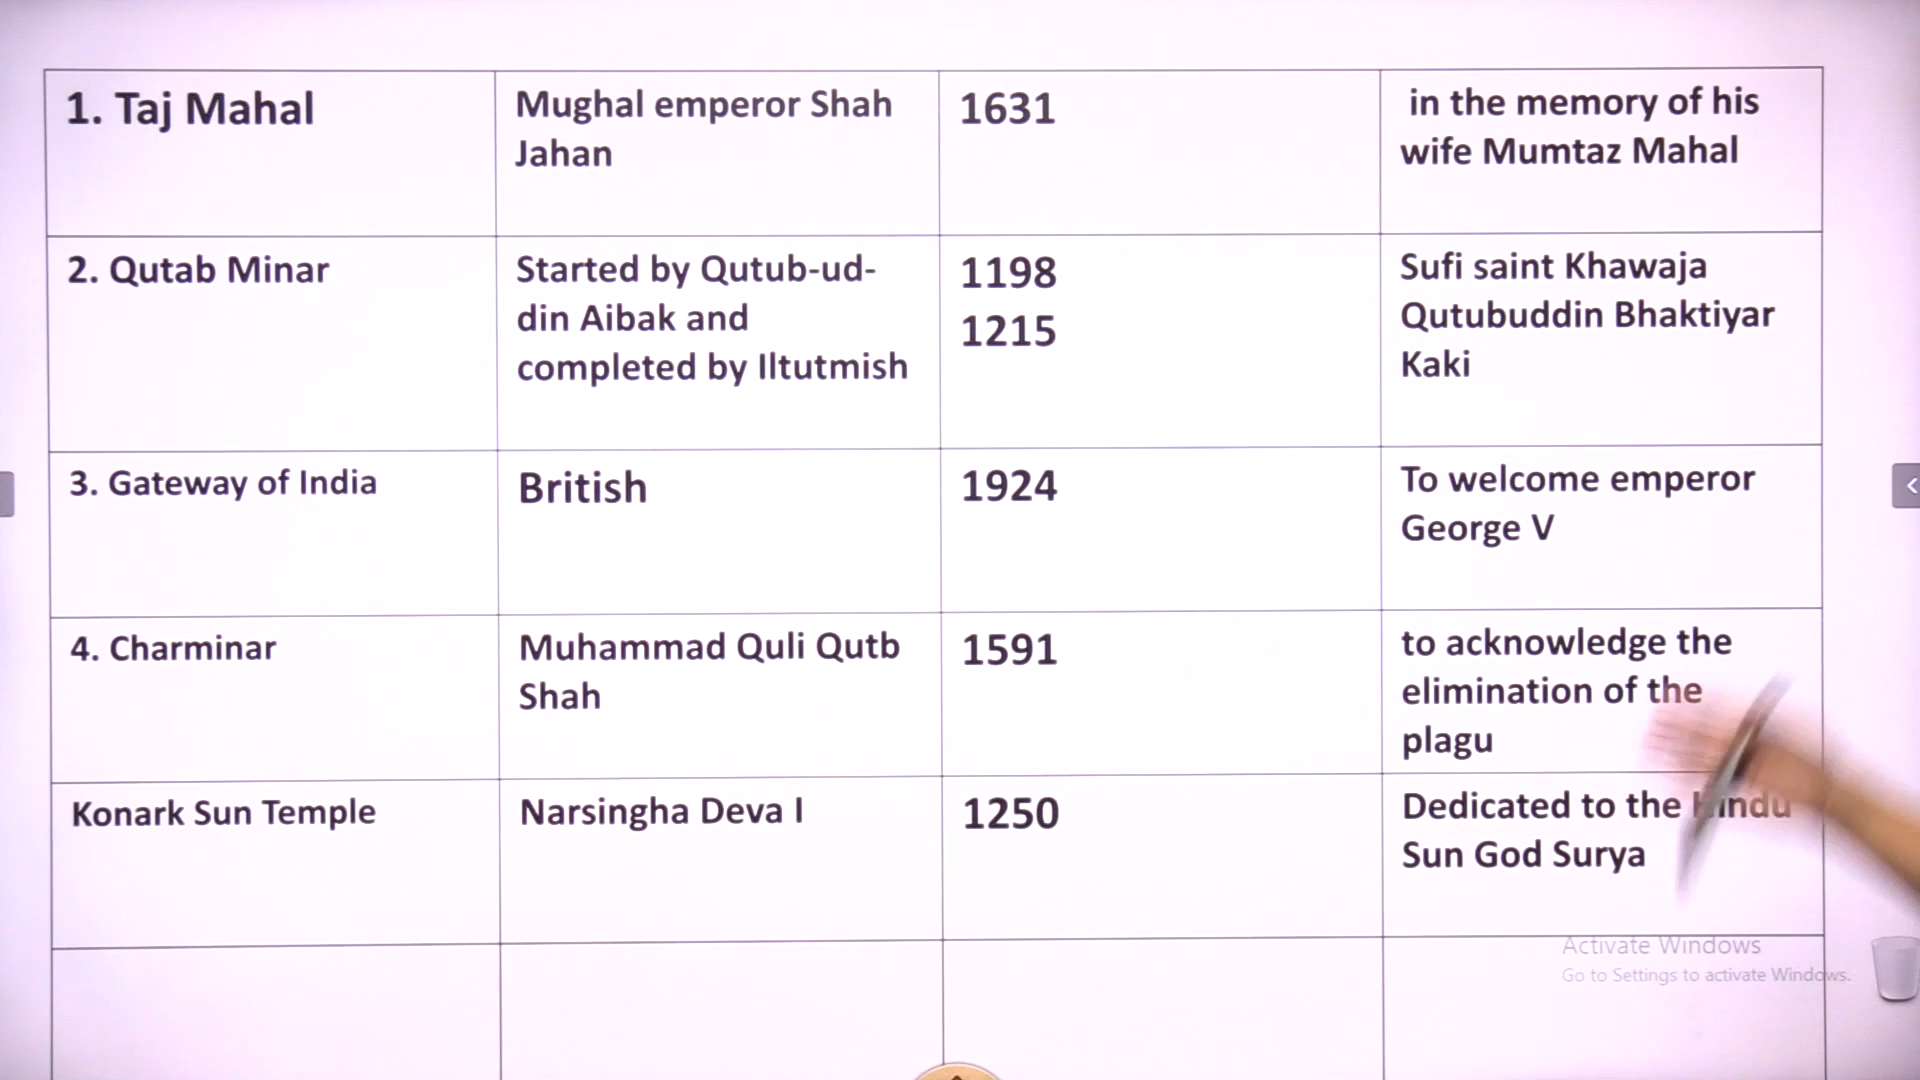 1. Taj Mahal
Mughal emperor Shah
Jahan
1631
in the memory of his
wife Mumtaz Mahal
2. Qutab Minar
Started by Qutub-ud-
din Aibak and
completed by Iltutmish
1198
1215
Sufi saint Khawaja
Qutubuddin Bhaktiyar
Kaki
3. Gateway of India
British
1924
To welcome emperor
George V
4. Charminar
Muhammad Quli Qutb
Shah
1591
to acknowledge the
elimination of the
plagu
Konark Sun Temple
Narsingha Deva I
1250
Dedicated to the Hindu
Sun God Surya
Activate Windows
Go to Settings to activate Windows.